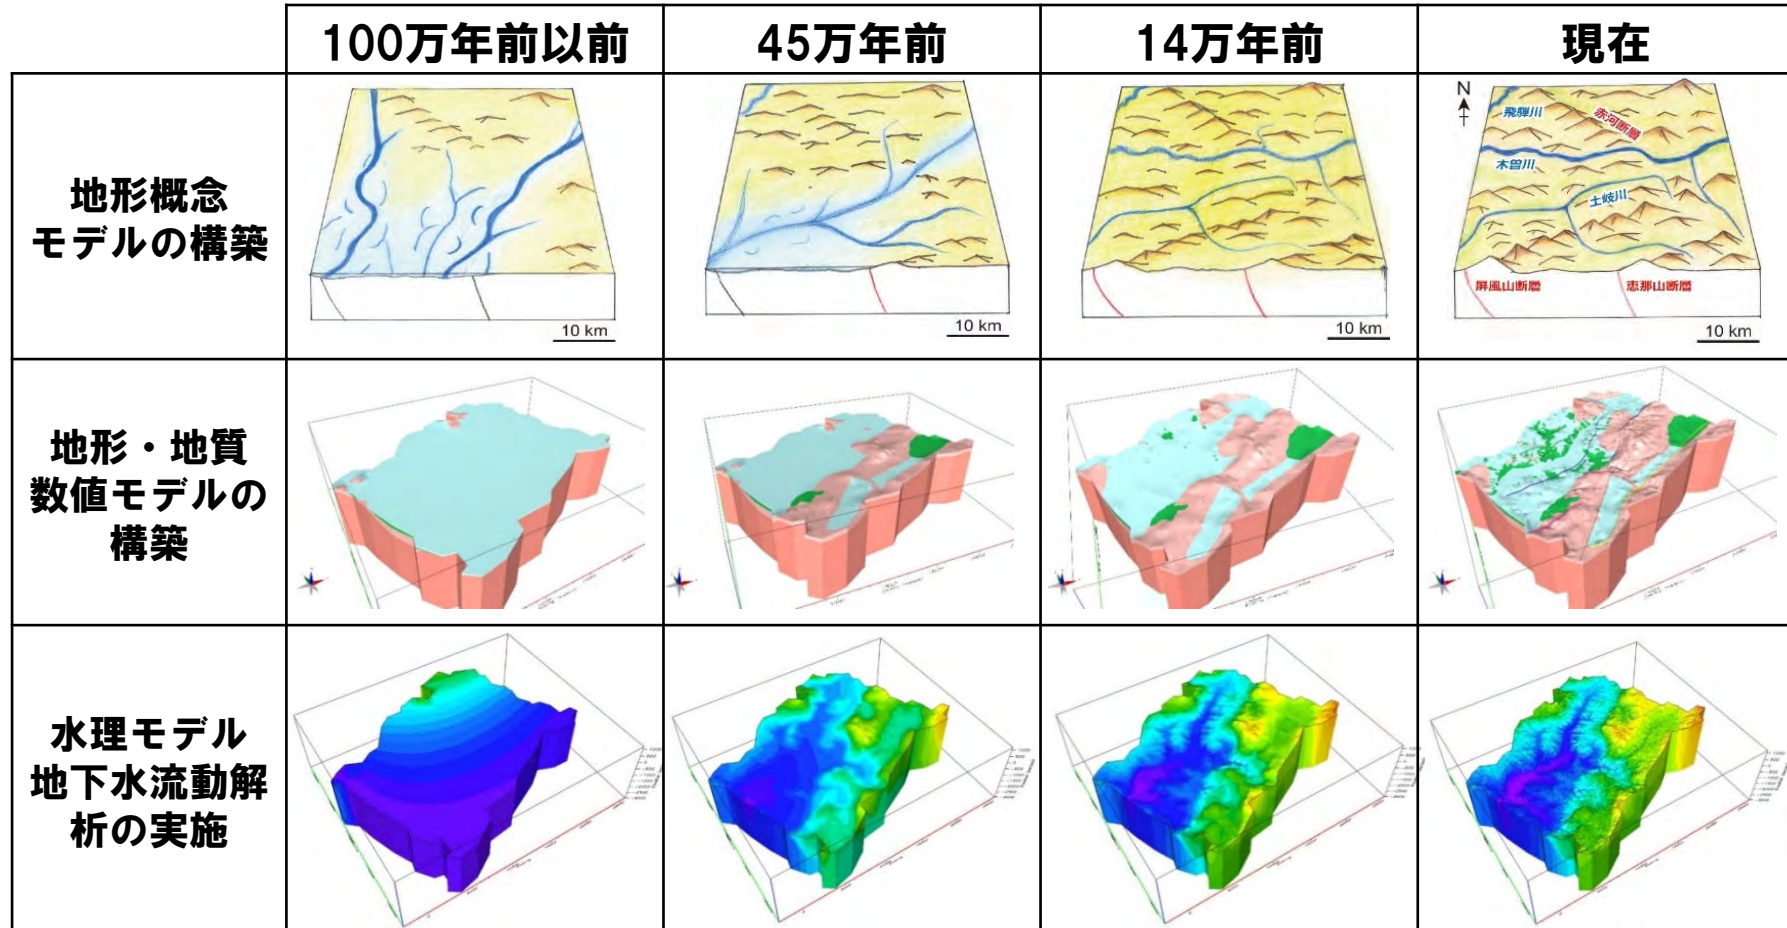 100万年前以前
45万年前
14万年前
現在
地形概念
モデルの構築
10 km
10 km
10 km
N
飛騨川
赤河断層
木曽川
土岐川
屏風山断層
恵那山断層
10 km
地形・地質
数値モデルの
構築
水理モデル
地下水流動解
析の実施